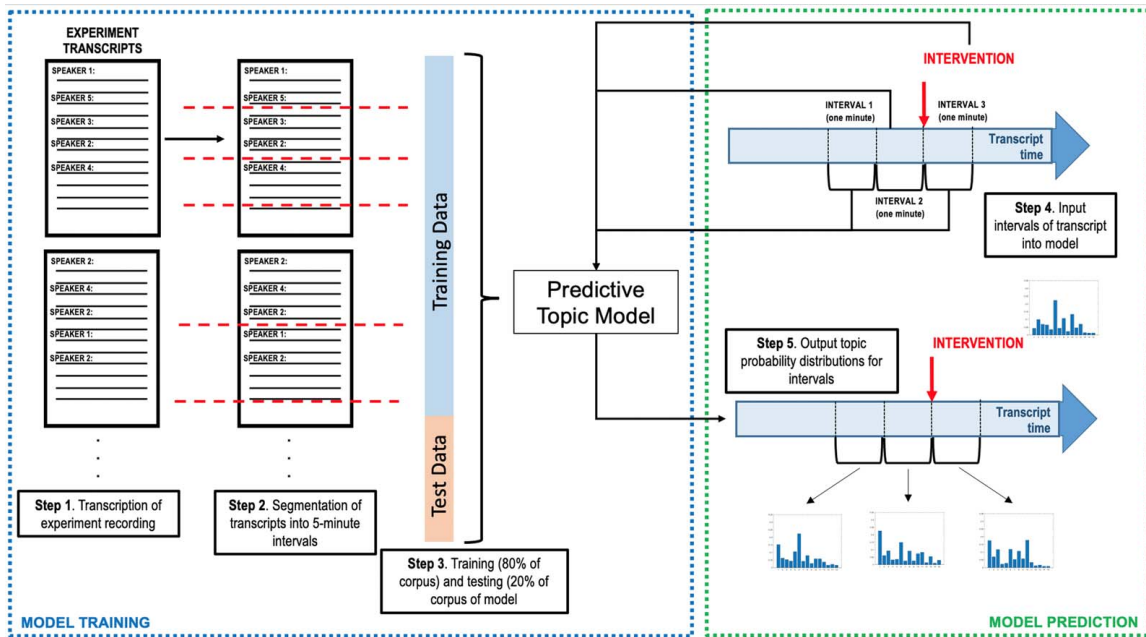 EXPERIMENT
TRANSCRIPTS
SPEAKER 1:
SPEAKER 5:
SPEAKER 3:
SPEAKER 2:
SPEAKER 4:
SPEAKER 1:
SPEAKER 5:
SPEAKER 3:
SPEAKER 2:
SPEAKER 4:
SPEAKER 2:
SPEAKER 4:
SPEAKER 2:
SPEAKER 1:
SPEAKER 2:
SPEAKER 2:
SPEAKER 4:
SPEAKER 2:
SPEAKER 1:
SPEAKER 2:
Step 1. Transcription of
experiment recording
Step 2. Segmentation of
transcripts into 5-minute
intervals
Training Data
Test Data
Step 3. Training (80% of
corpus) and testing (20% of
corpus of model
MODEL TRAINING
Predictive
Topic Model
INTERVENTION
INTERVAL 1
(one minute)
INTERVAL 3
(one minute)
Transcript
time
INTERVAL 2
(one minute)
Step 4. Input
intervals of transcript
into model
Step 5. Output topic
probability distributions for
intervals
INTERVENTION
Transcript
time
MODEL PREDICTION